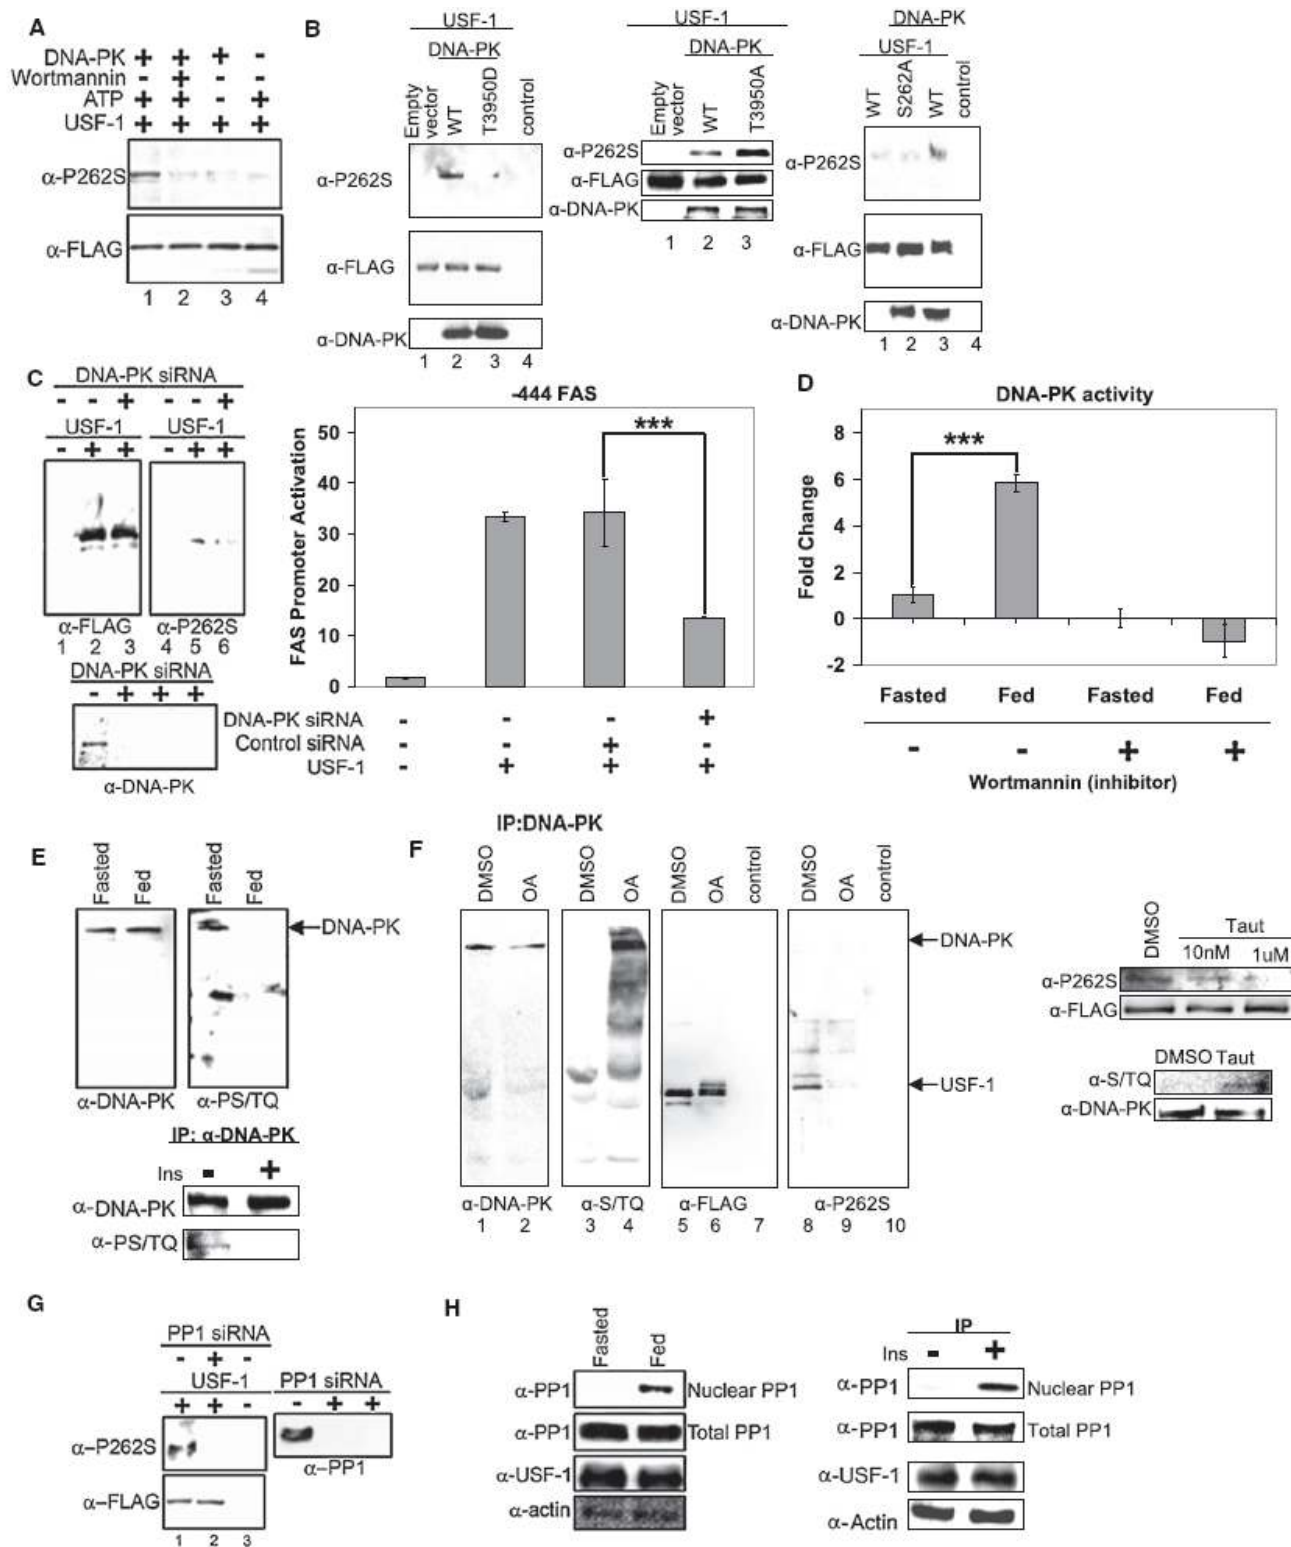 A
DNA-PK + + + -
Wortmannin - + - -
ATP + + - +
USF-1 + + + +
α-P262S
α-FLAG
1 2 3 4
B
USF-1
DNA-PK
Empty vector
WT
T3950D
control
α-P262S
α-FLAG
α-DNA-PK
1 2 3 4
USF-1
DNA-PK
Empty vector
WT
T3950A
α-P262S
α-FLAG
α-DNA-PK
1 2 3
DNA-PK
USF-1
WT
S262A
WT
control
α-P262S
α-FLAG
α-DNA-PK
1 2 3 4
C
DNA-PK siRNA
- - + - - +
USF-1 USF-1
- + + - + +
α-FLAG α-P262S
1 2 3 4 5 6
DNA-PK siRNA
- + + +
α-DNA-PK
-444 FAS
FAS Promoter Activation
50
40
30
20
10
0
***
DNA-PK siRNA - - - +
Control siRNA - - + -
USF-1 - + + +
D
DNA-PK activity
Fold Change
8
6
4
2
0
-2
***
Fasted Fed Fasted Fed
- - + +
Wortmannin (inhibitor)
E
Fasted
Fed
Fasted
Fed
DNA-PK
α-DNA-PK α-PS/TQ
IP: α-DNA-PK
Ins - +
α-DNA-PK
α-PS/TQ
F
IP:DNA-PK
DMSO
OA
DMSO
OA
DMSO
OA
control
DMSO
OA
control
DNA-PK
USF-1
α-DNA-PK α-S/TQ α-FLAG α-P262S
1 2 3 4 5 6 7 8 9 10
DMSO
Taut
10nM 1uM
α-P262S
α-FLAG
DMSO Taut
α-S/TQ
α-DNA-PK
G
PP1 siRNA
- + -
USF-1
+ + -
α-P262S
α-FLAG
1 2 3
PP1 siRNA
- + +
α-PP1
H
Fasted
Fed
α-PP1 Nuclear PP1
α-PP1 Total PP1
α-USF-1
α-actin
IP
Ins - +
α-PP1 Nuclear PP1
α-PP1 Total PP1
α-USF-1
α-Actin